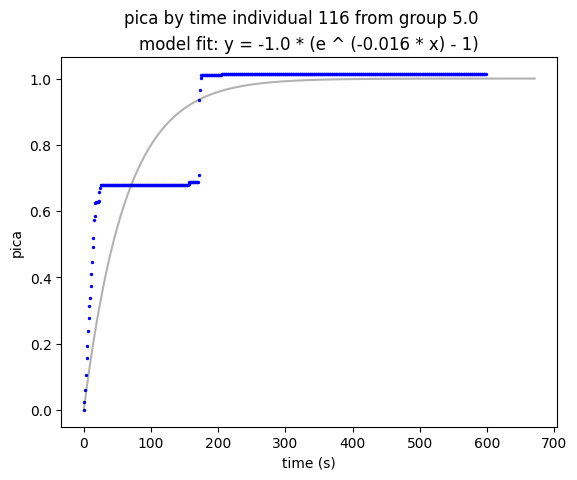 pica by time individual 116 from group 5.0
model fit: y = -1.0 * (e ^ (-0.016 * x) - 1)
1.0
0.8
0.6
0.4
0.2
0.0
pica
0 100 200 300 400 500 600 700
time (s)